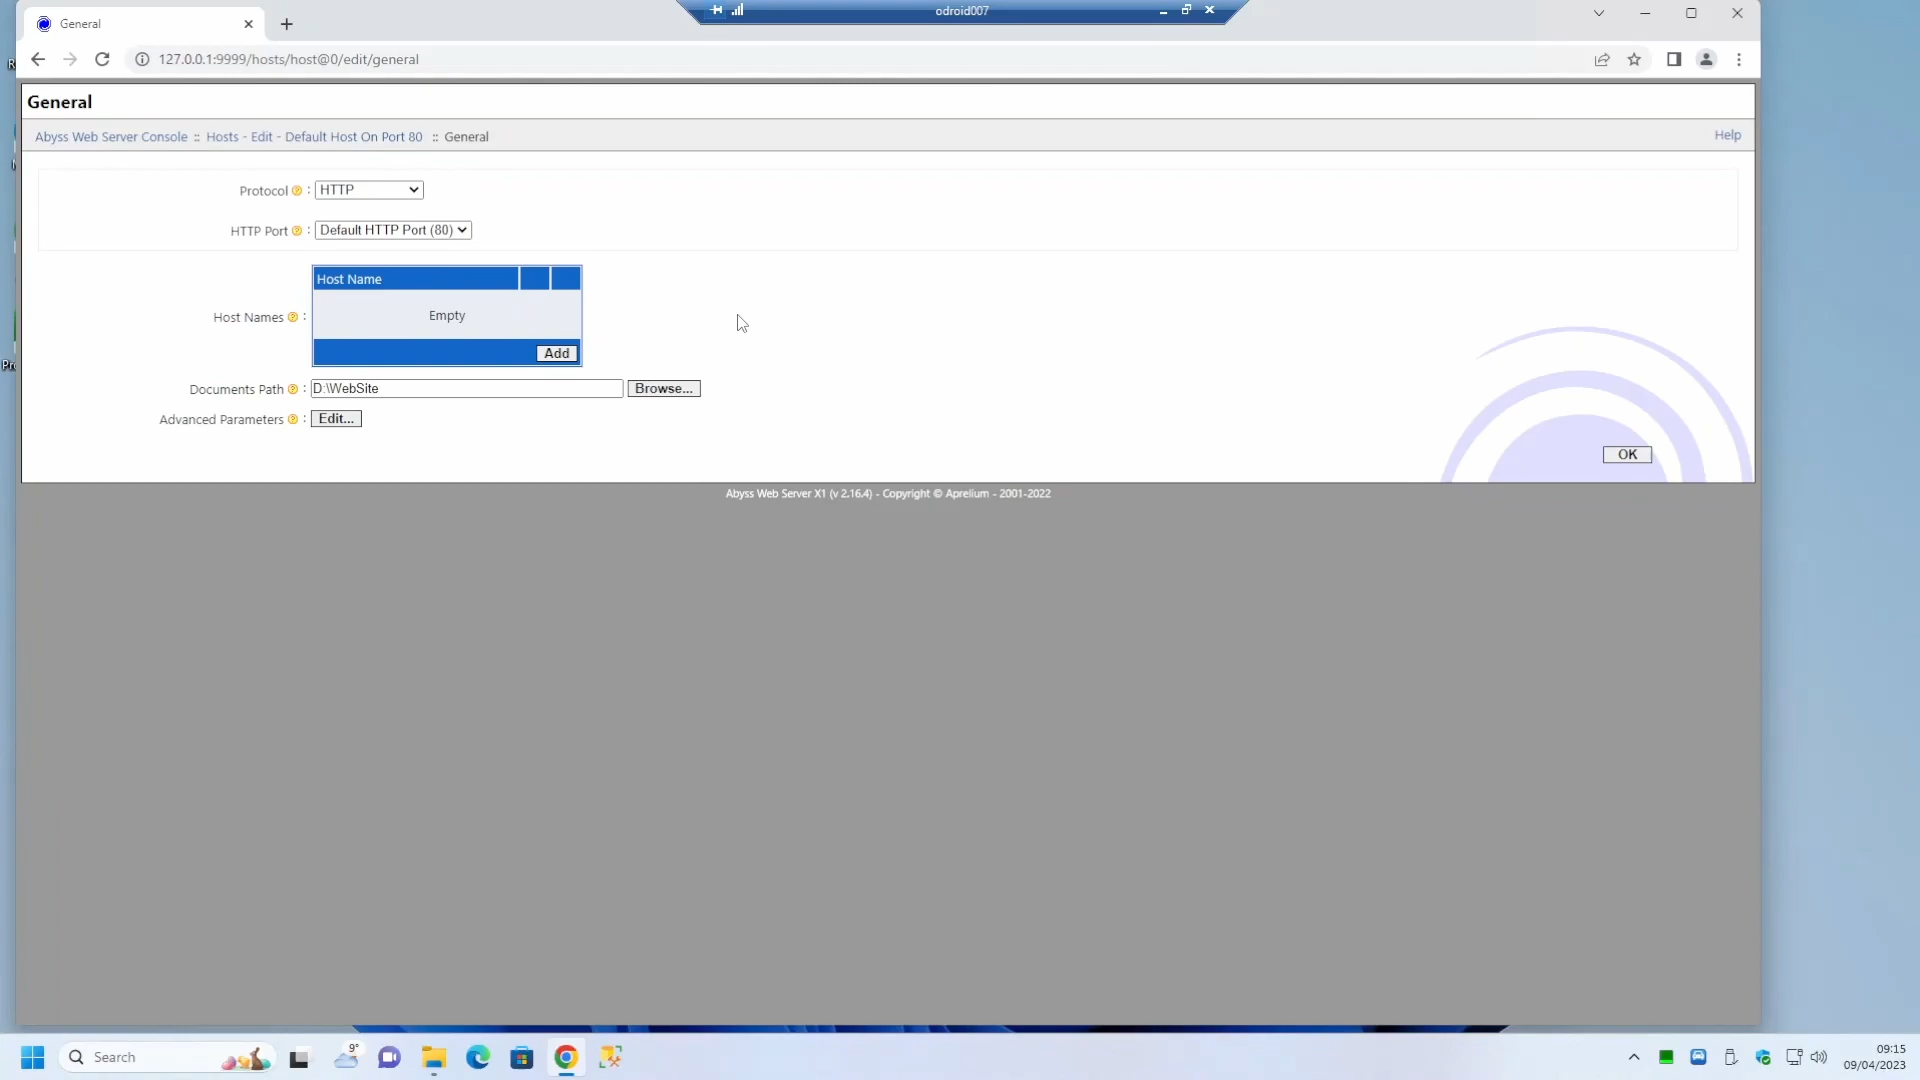 General
odroid007
127.0.0.1:9999/hosts/host@0/edit/general
General
Abyss Web Server Console :: Hosts - Edit - Default Host On Port 80 :: General
Help
Protocol ? : HTTP
HTTP Port ? : Default HTTP Port (80)
Host Name
Host Names ? : Empty
Add
Documents Path ? : D:\WebSite Browse...
Advanced Parameters ? : Edit...
OK
Abyss Web Server X1 (v 2.16.4) - Copyright © Aprelium - 2001-2022
Search
9°
09:15
09/04/2023